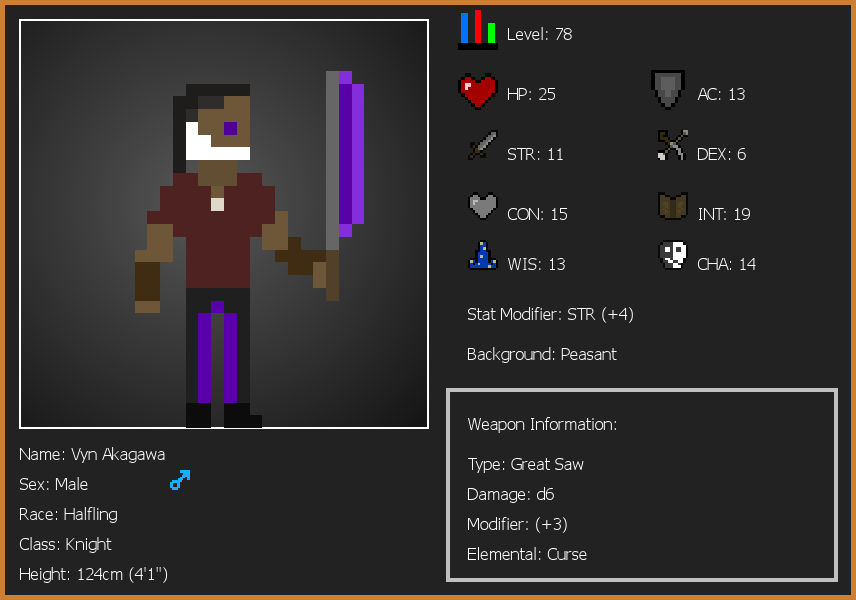 Level: 78
HP: 25
AC: 13
STR: 11
DEX: 6
CON: 15
INT: 19
WIS: 13
CHA: 14
Stat Modifier: STR (+4)
Background: Peasant
Weapon Information:
Type: Great Saw
Damage: d6
Modifier: (+3)
Elemental: Curse
Name: Vyn Akagawa
Sex: Male
Race: Halfling
Class: Knight
Height: 124cm (4'1")